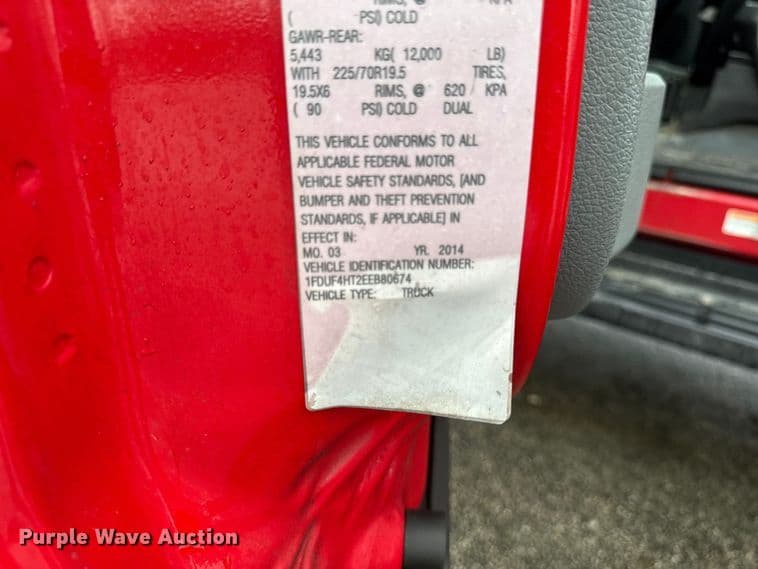 RIMS, @ KPA
( PSI) COLD
GAWR-REAR:
5,443 KG( 12,000 LB)
WITH 225/70R19.5 TIRES,
19.5X6 RIMS, @ 620 KPA
( 90 PSI) COLD DUAL
THIS VEHICLE CONFORMS TO ALL
APPLICABLE FEDERAL MOTOR
VEHICLE SAFETY STANDARDS, [AND
BUMPER AND THEFT PREVENTION
STANDARDS, IF APPLICABLE] IN
EFFECT IN:
MO. 03 YR. 2014
VEHICLE IDENTIFICATION NUMBER:
1FDUF4HT2EEB80674
VEHICLE TYPE: TRUCK
Purple Wave Auction